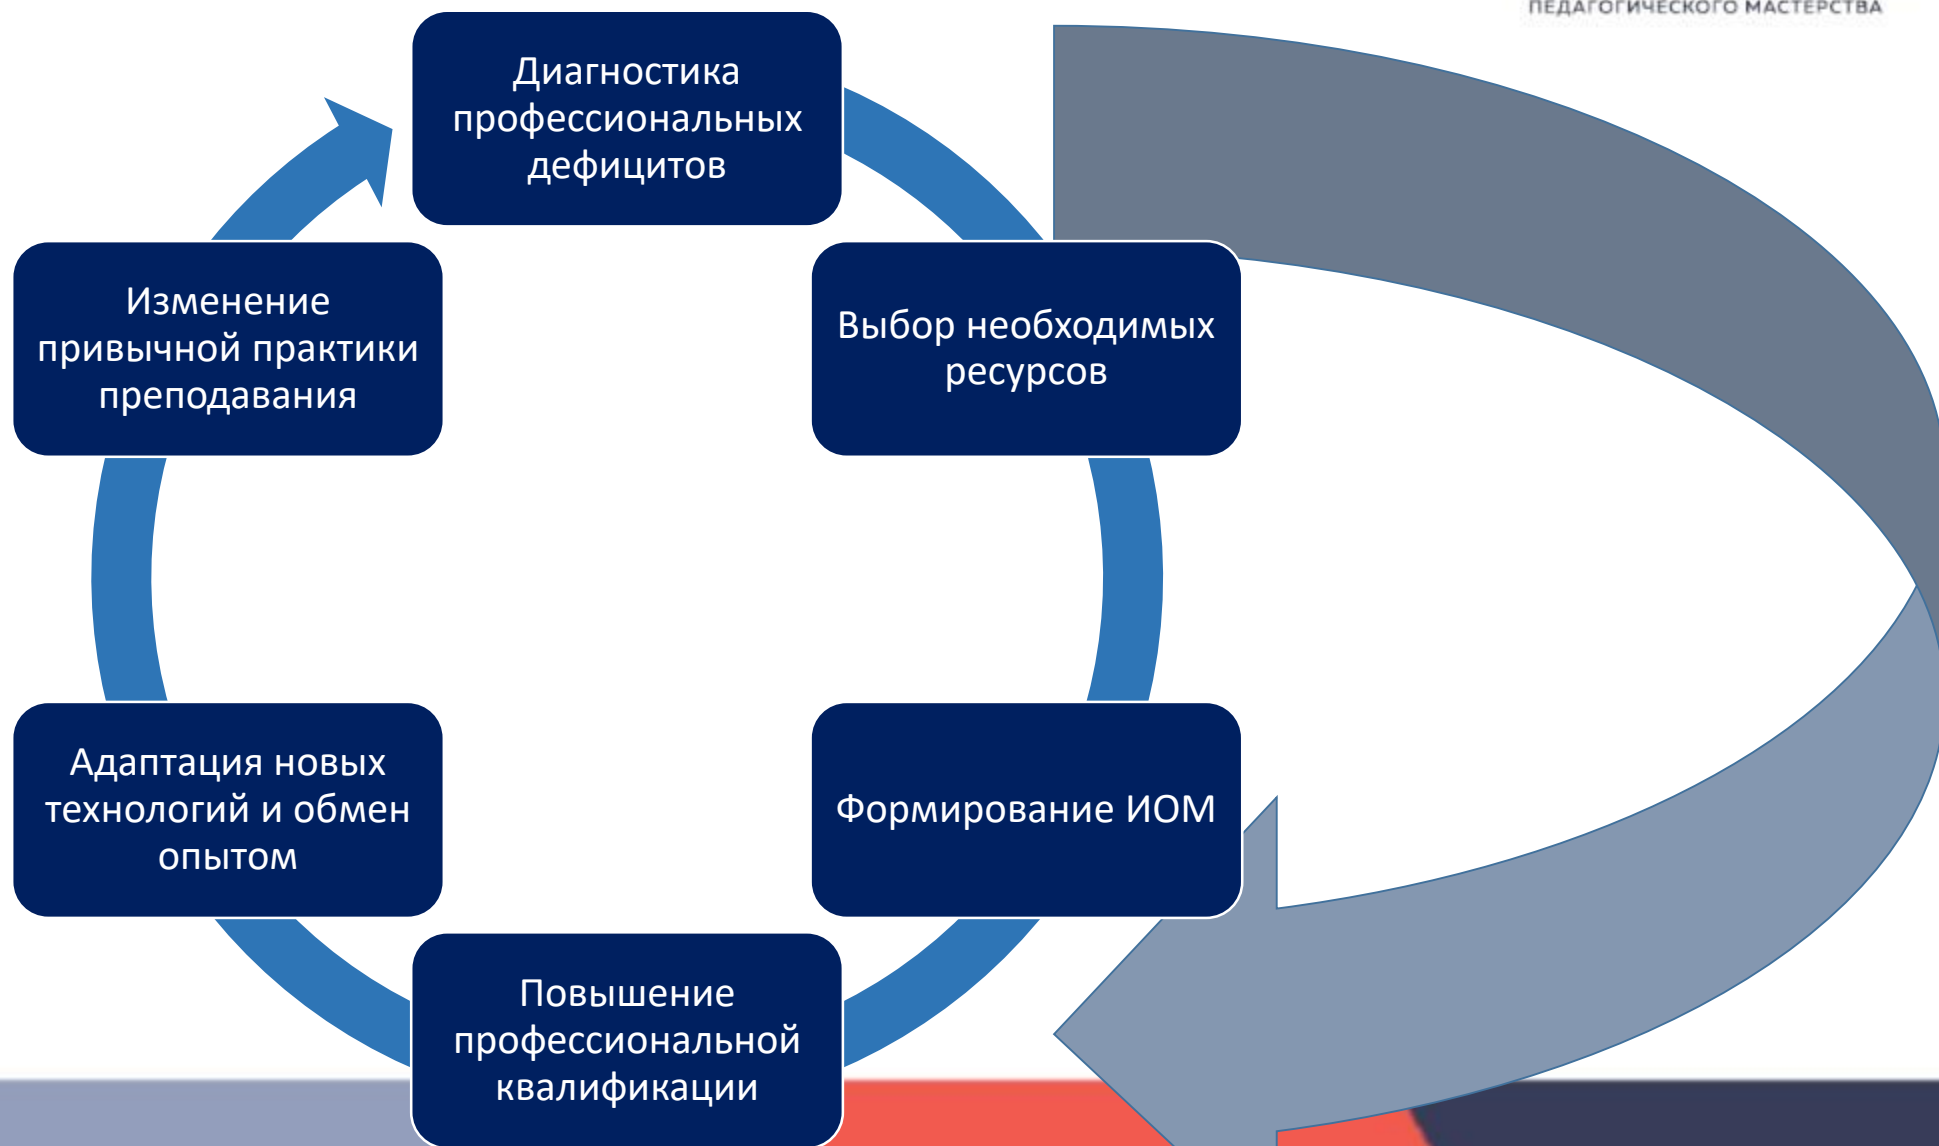 ПЕДАГОГИЧЕСКОГО МАСТЕРСТВА
Диагностика
профессиональных
дефицитов
Выбор необходимых
ресурсов
Формирование ИОМ
Повышение
профессиональной
квалификации
Адаптация новых
технологий и обмен
опытом
Изменение
привычной практики
преподавания